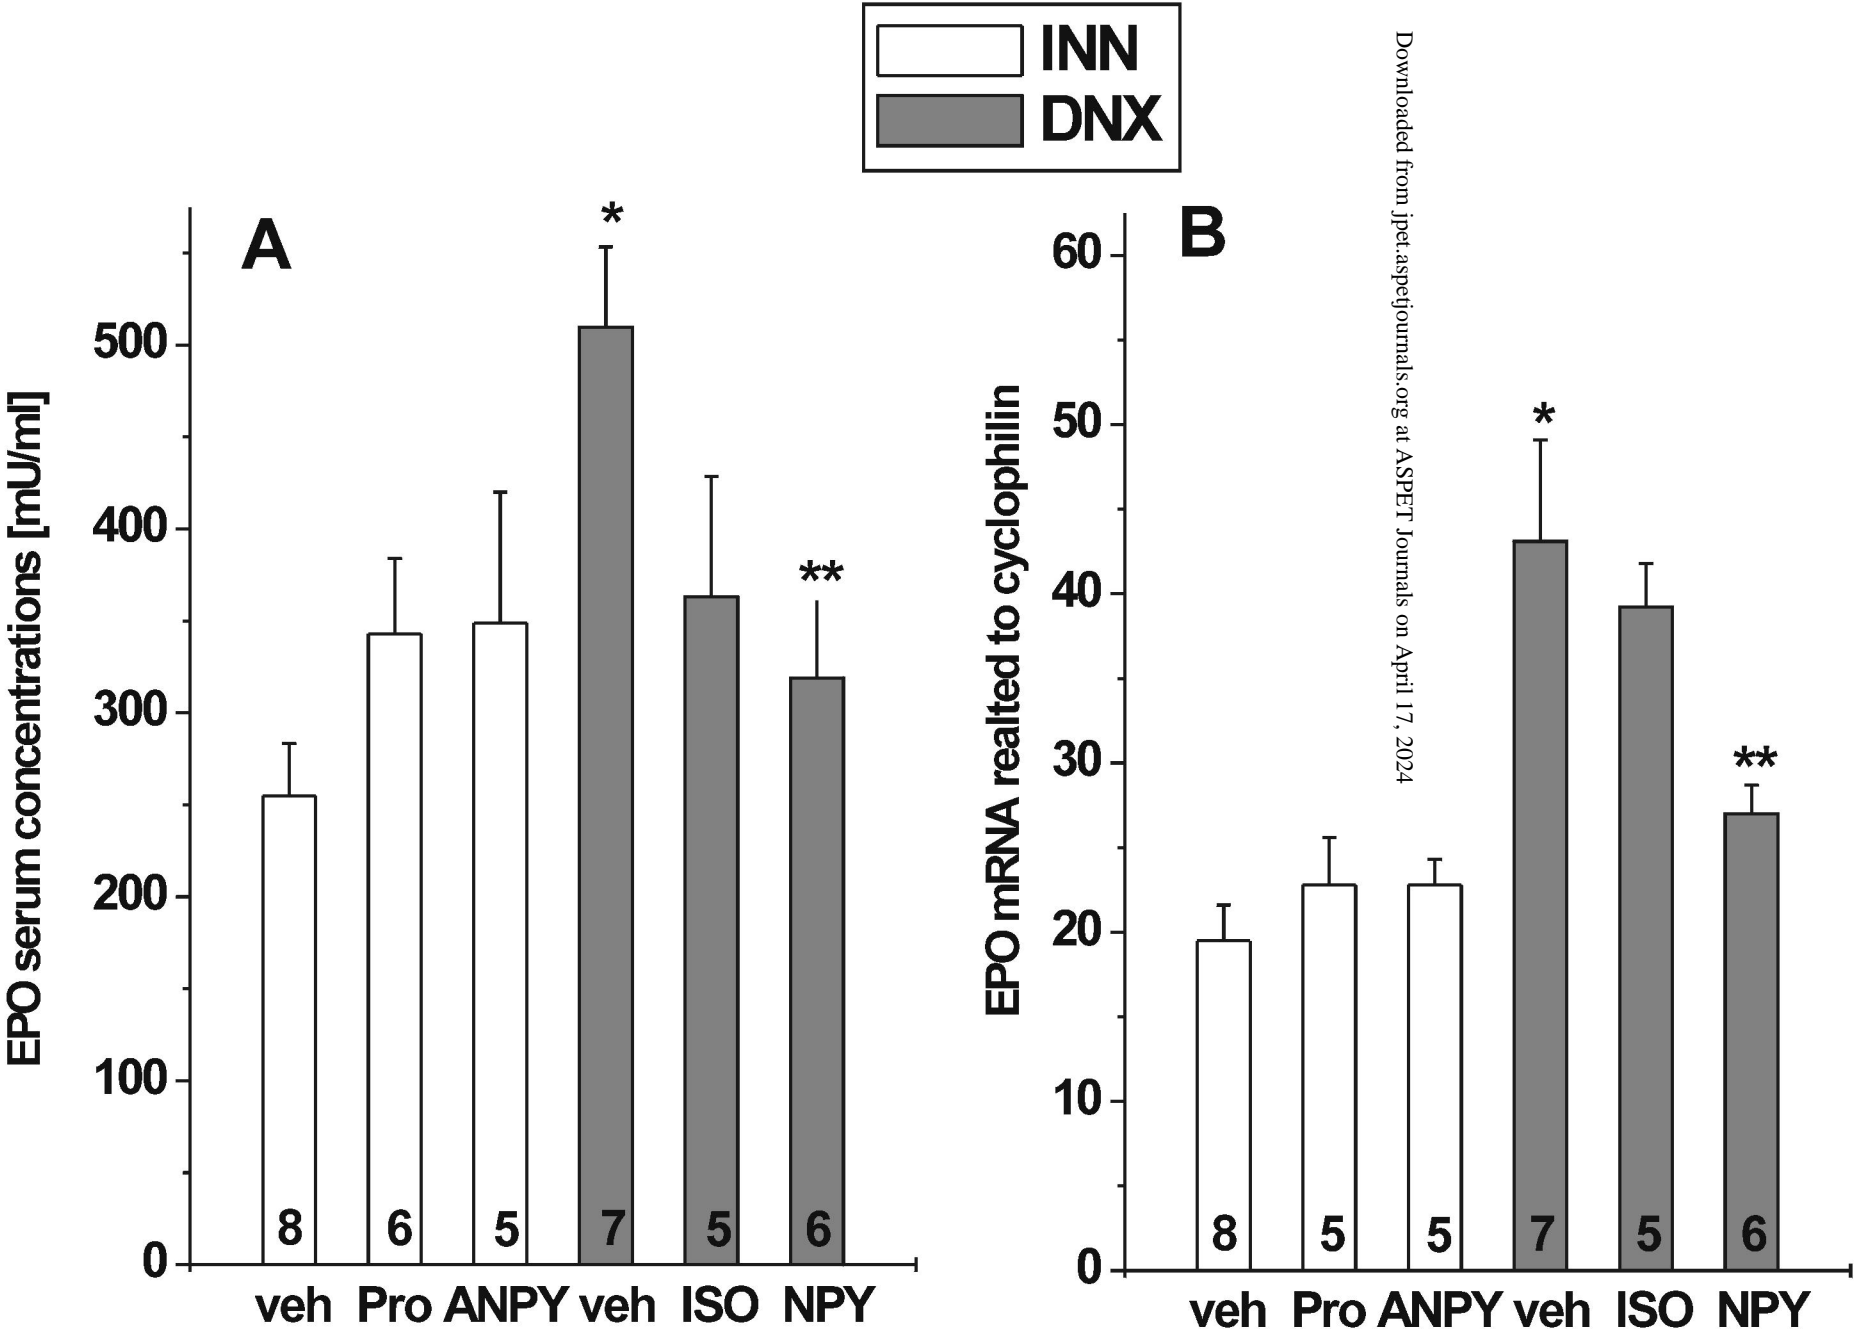 INN
DNX
Downloaded from jpet.aspetjournals.org at ASPET Journals on April 17, 2024
A
*
**
EPO serum concentrations [mU/ml]
500
400
300
200
100
0
8 6 5 7 5 6
veh Pro ANPY veh ISO NPY
B
*
**
EPO mRNA realted to cyclophilin
60
50
40
30
20
10
0
8 5 5 7 5 6
veh Pro ANPY veh ISO NPY